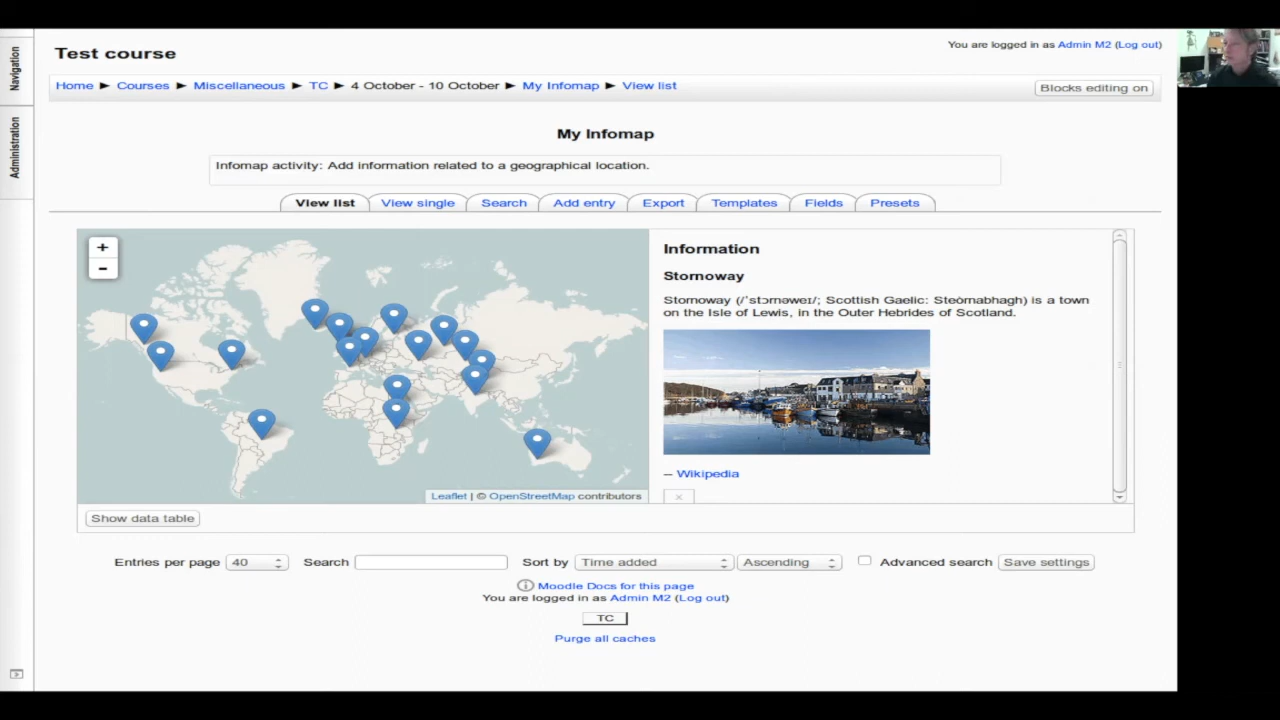 Navigation
Administration
Test course
You are logged in as Admin M2 (Log out)
Home ► Courses ► Miscellaneous ► TC ► 4 October - 10 October ► My Infomap ► View list
Blocks editing on
My Infomap
Infomap activity: Add information related to a geographical location.
View list View single Search Add entry Export Templates Fields Presets
+
-
Leaflet | © OpenStreetMap contributors
Information
Stornoway
Stornoway (/ˈstɔrnəweɪ/; Scottish Gaelic: Steòrnabhagh) is a town
on the Isle of Lewis, in the Outer Hebrides of Scotland.
-- Wikipedia
×
Show data table
Entries per page 40 Search Sort by Time added Ascending Advanced search Save settings
Moodle Docs for this page
You are logged in as Admin M2 (Log out)
TC
Purge all caches